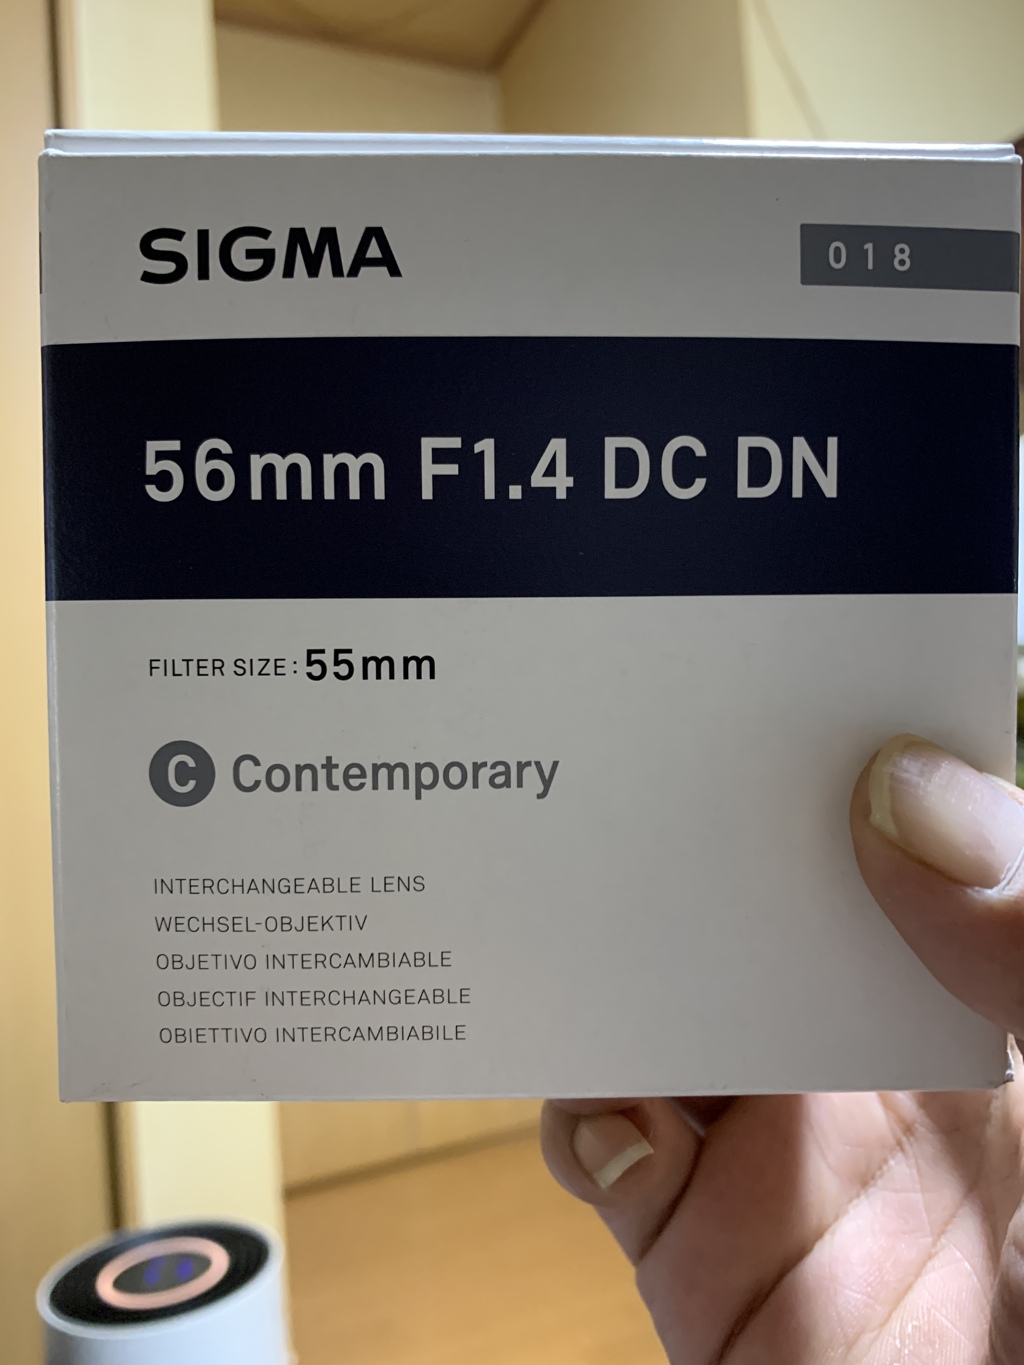 SIGMA
018
56mm F1.4 DC DN
FILTER SIZE: 55mm
C Contemporary
INTERCHANGEABLE LENS
WECHSEL-OBJEKTIV
OBJETIVO INTERCAMBIABLE
OBJECTIF INTERCHANGEABLE
OBIETTIVO INTERCAMBIABILE